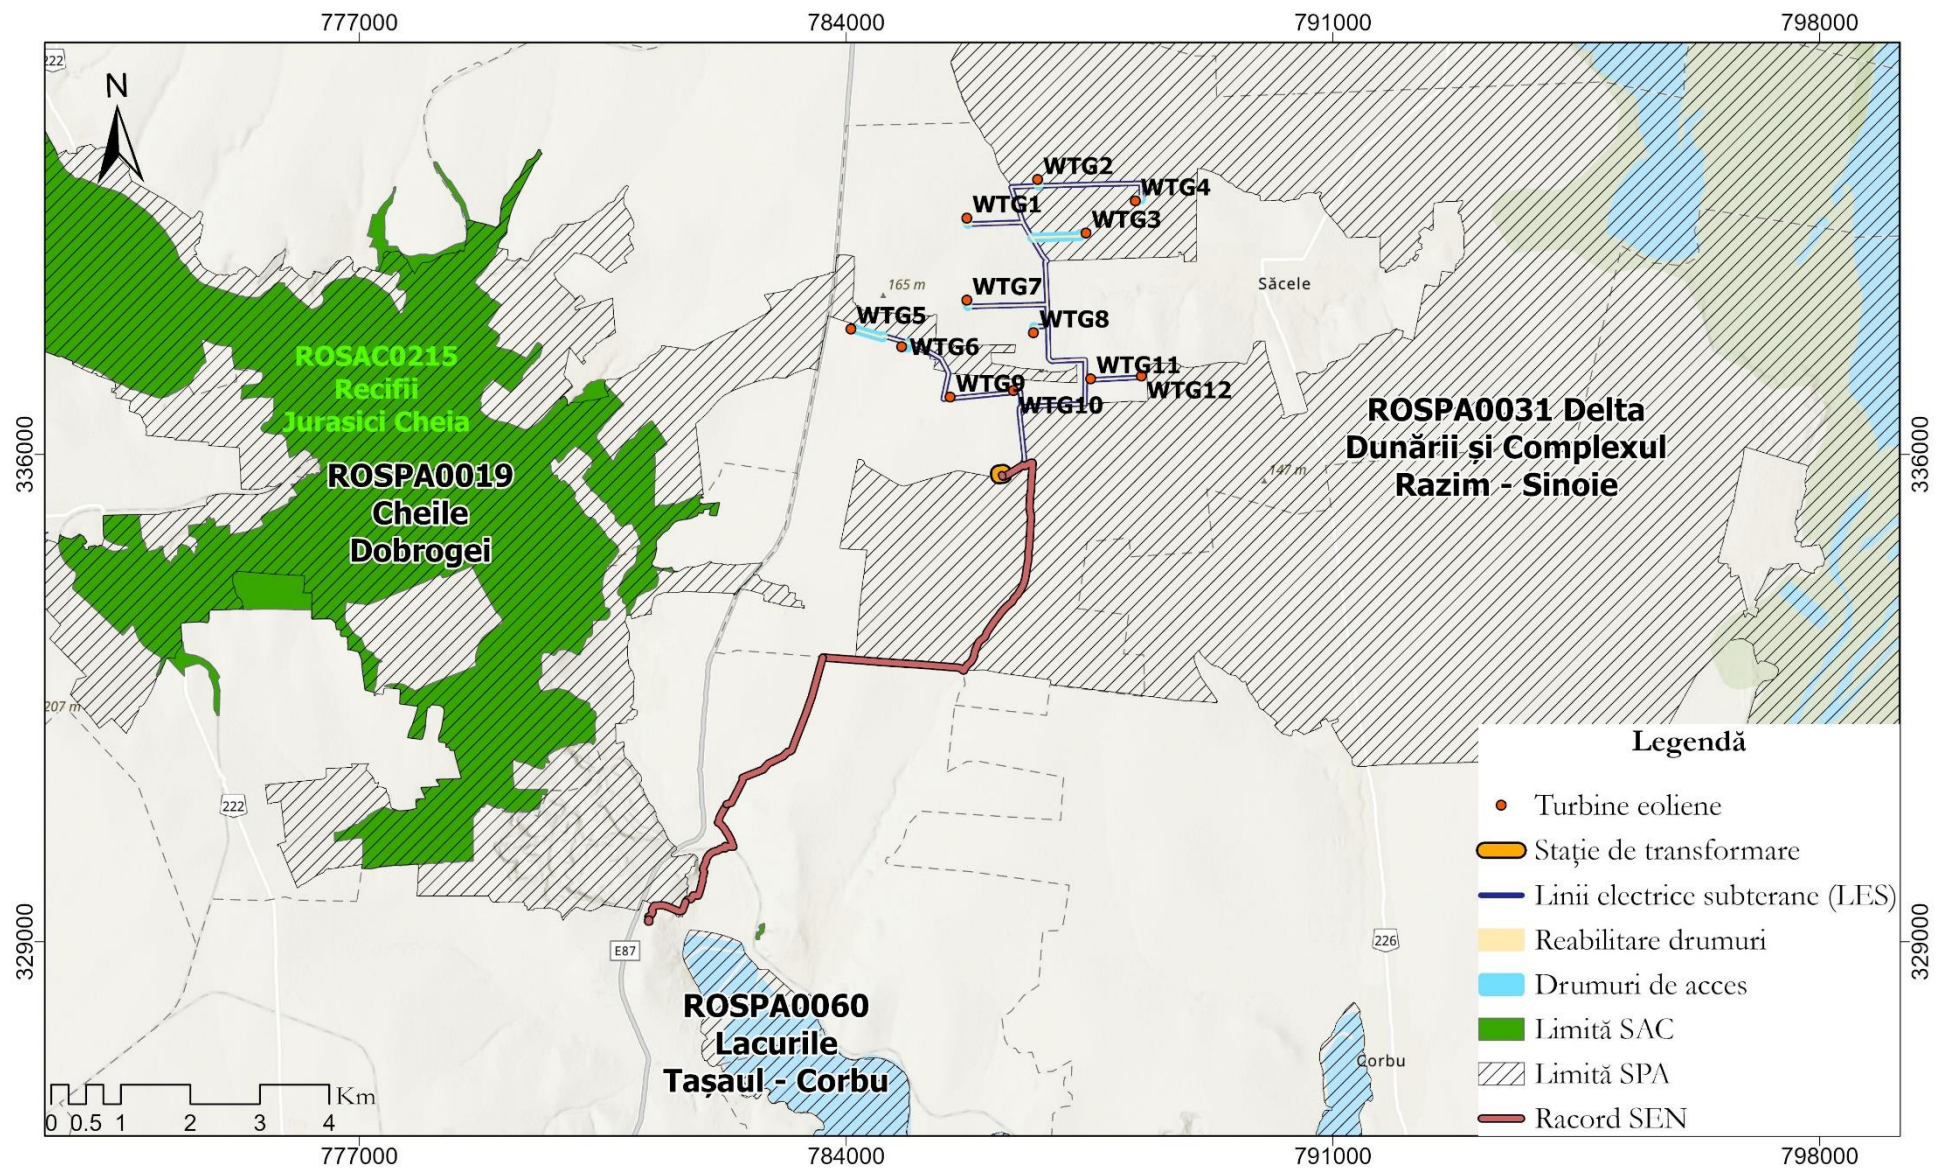 777000
784000
791000
798000
222
N
WTG2
WTG4
WTG1
WTG3
Săcele
165 m
WTG7
WTG5
WTG8
WTG6
ROSAC0215
Recifii
Jurasici Cheia
WTG11
WTG9
WTG12
WTG10
ROSPA0031 Delta
Dunării și Complexul
Razim - Sinoie
336000
336000
147 m
ROSPA0019
Cheile
Dobrogei
207 m
222
Legendă
Turbine eoliene
Stație de transformare
Linii electrice subterane (LES)
Reabilitare drumuri
Drumuri de acces
Limită SAC
Limită SPA
Racord SEN
329000
329000
E87
226
ROSPA0060
Lacurile
Tașaul - Corbu
Corbu
Km
0 0.5 1 2 3 4
777000
784000
791000
798000